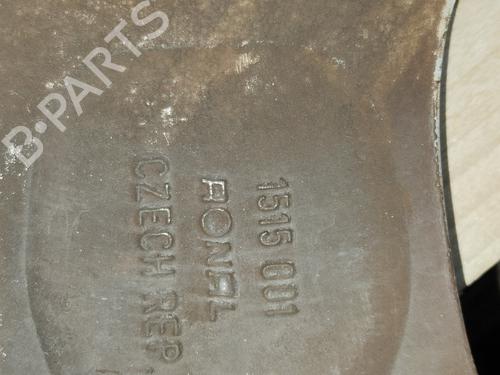 B-PARTS
1515 001
RONAL
CZECH REP